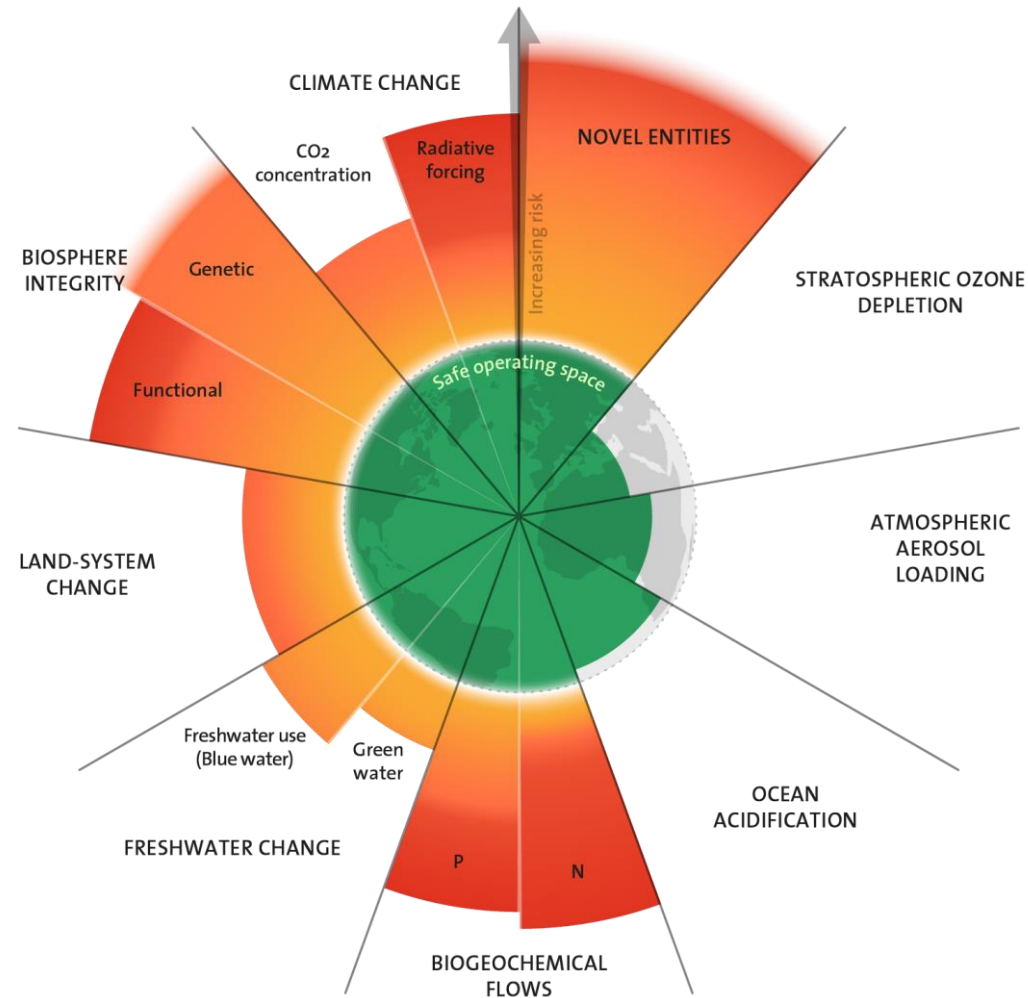 CLIMATE CHANGE
CO2
concentration
Radiative
forcing
NOVEL ENTITIES
Increasing risk
BIOSPHERE
INTEGRITY
Genetic
Functional
STRATOSPHERIC OZONE
DEPLETION
Safe operating space
ATMOSPHERIC
AEROSOL
LOADING
LAND-SYSTEM
CHANGE
Freshwater use
(Blue water)
Green
water
OCEAN
ACIDIFICATION
FRESHWATER CHANGE
P
N
BIOGEOCHEMICAL
FLOWS